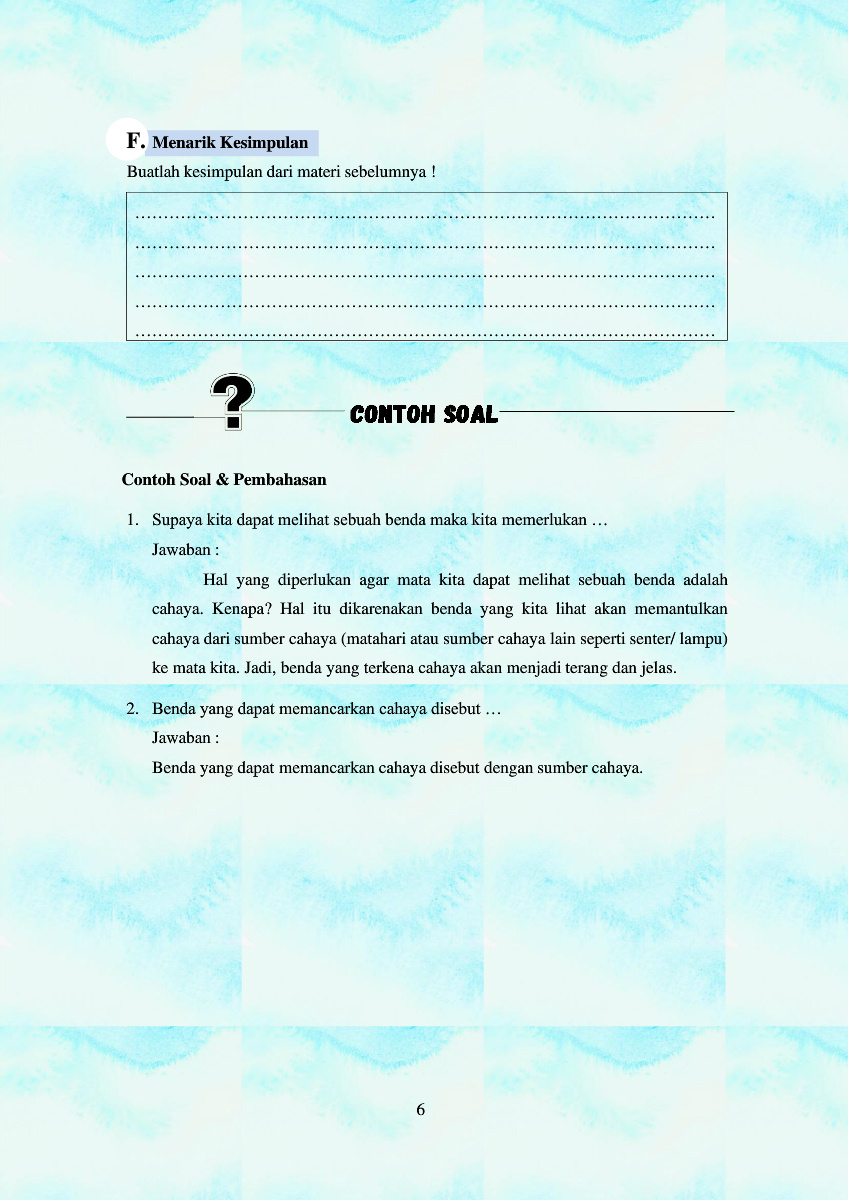 F. Menarik Kesimpulan
Buatlah kesimpulan dari materi sebelumnya !
……………………………………………………………………………………
……………………………………………………………………………………
……………………………………………………………………………………
……………………………………………………………………………………
……………………………………………………………………………………
?
CONTOH SOAL
Contoh Soal & Pembahasan
1. Supaya kita dapat melihat sebuah benda maka kita memerlukan …
Jawaban :
Hal yang diperlukan agar mata kita dapat melihat sebuah benda adalah
cahaya. Kenapa? Hal itu dikarenakan benda yang kita lihat akan memantulkan
cahaya dari sumber cahaya (matahari atau sumber cahaya lain seperti senter/ lampu)
ke mata kita. Jadi, benda yang terkena cahaya akan menjadi terang dan jelas.
2. Benda yang dapat memancarkan cahaya disebut …
Jawaban :
Benda yang dapat memancarkan cahaya disebut dengan sumber cahaya.
6